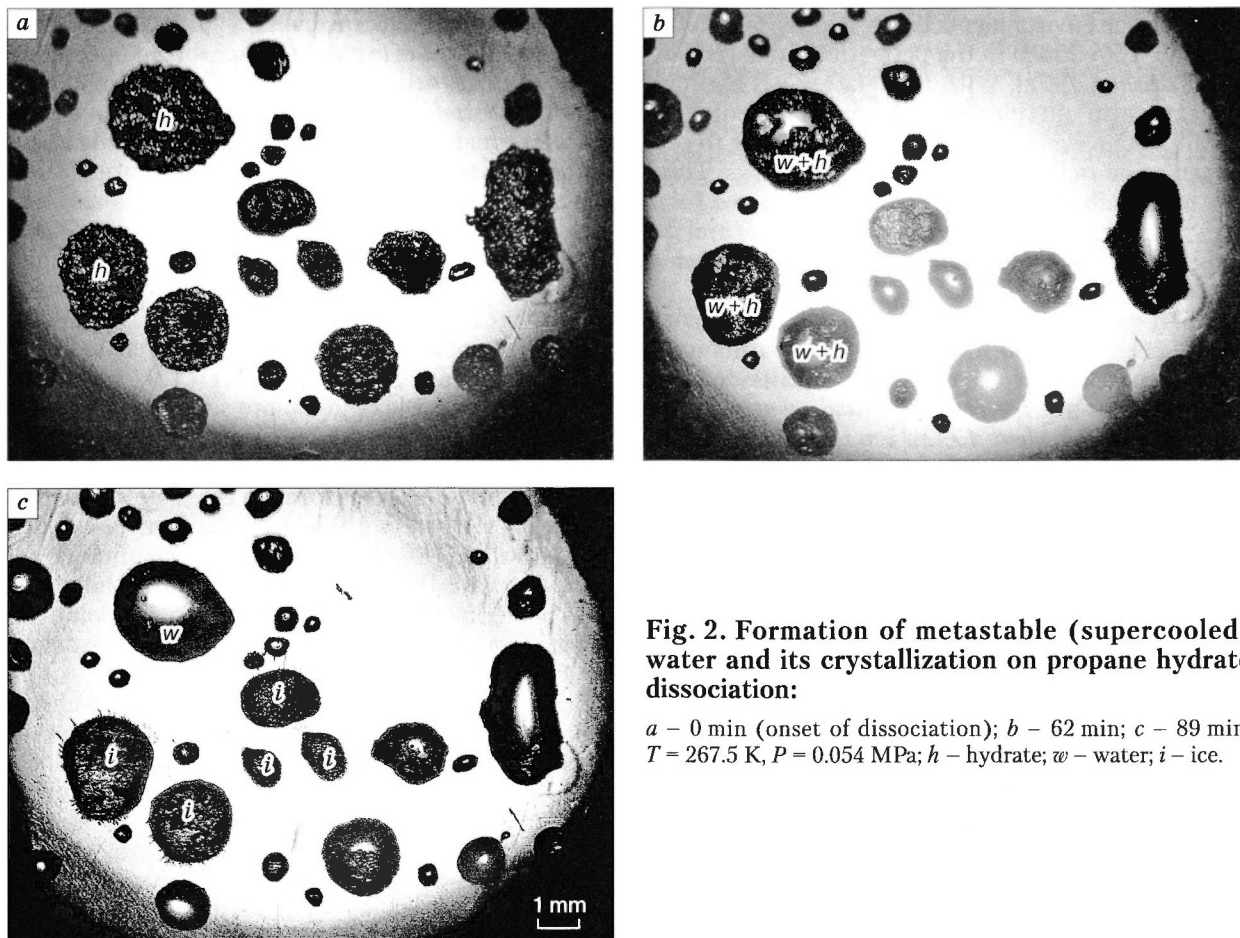 a
h
h
b
w+h
w+h
w+h
c
w
i
i
i
i
i
1 mm
Fig. 2. Formation of metastable (supercooled
water and its crystallization on propane hydrate
dissociation:
a – 0 min (onset of dissociation); b – 62 min; c – 89 min
T = 267.5 K, P = 0.054 MPa; h – hydrate; w – water; i – ice.